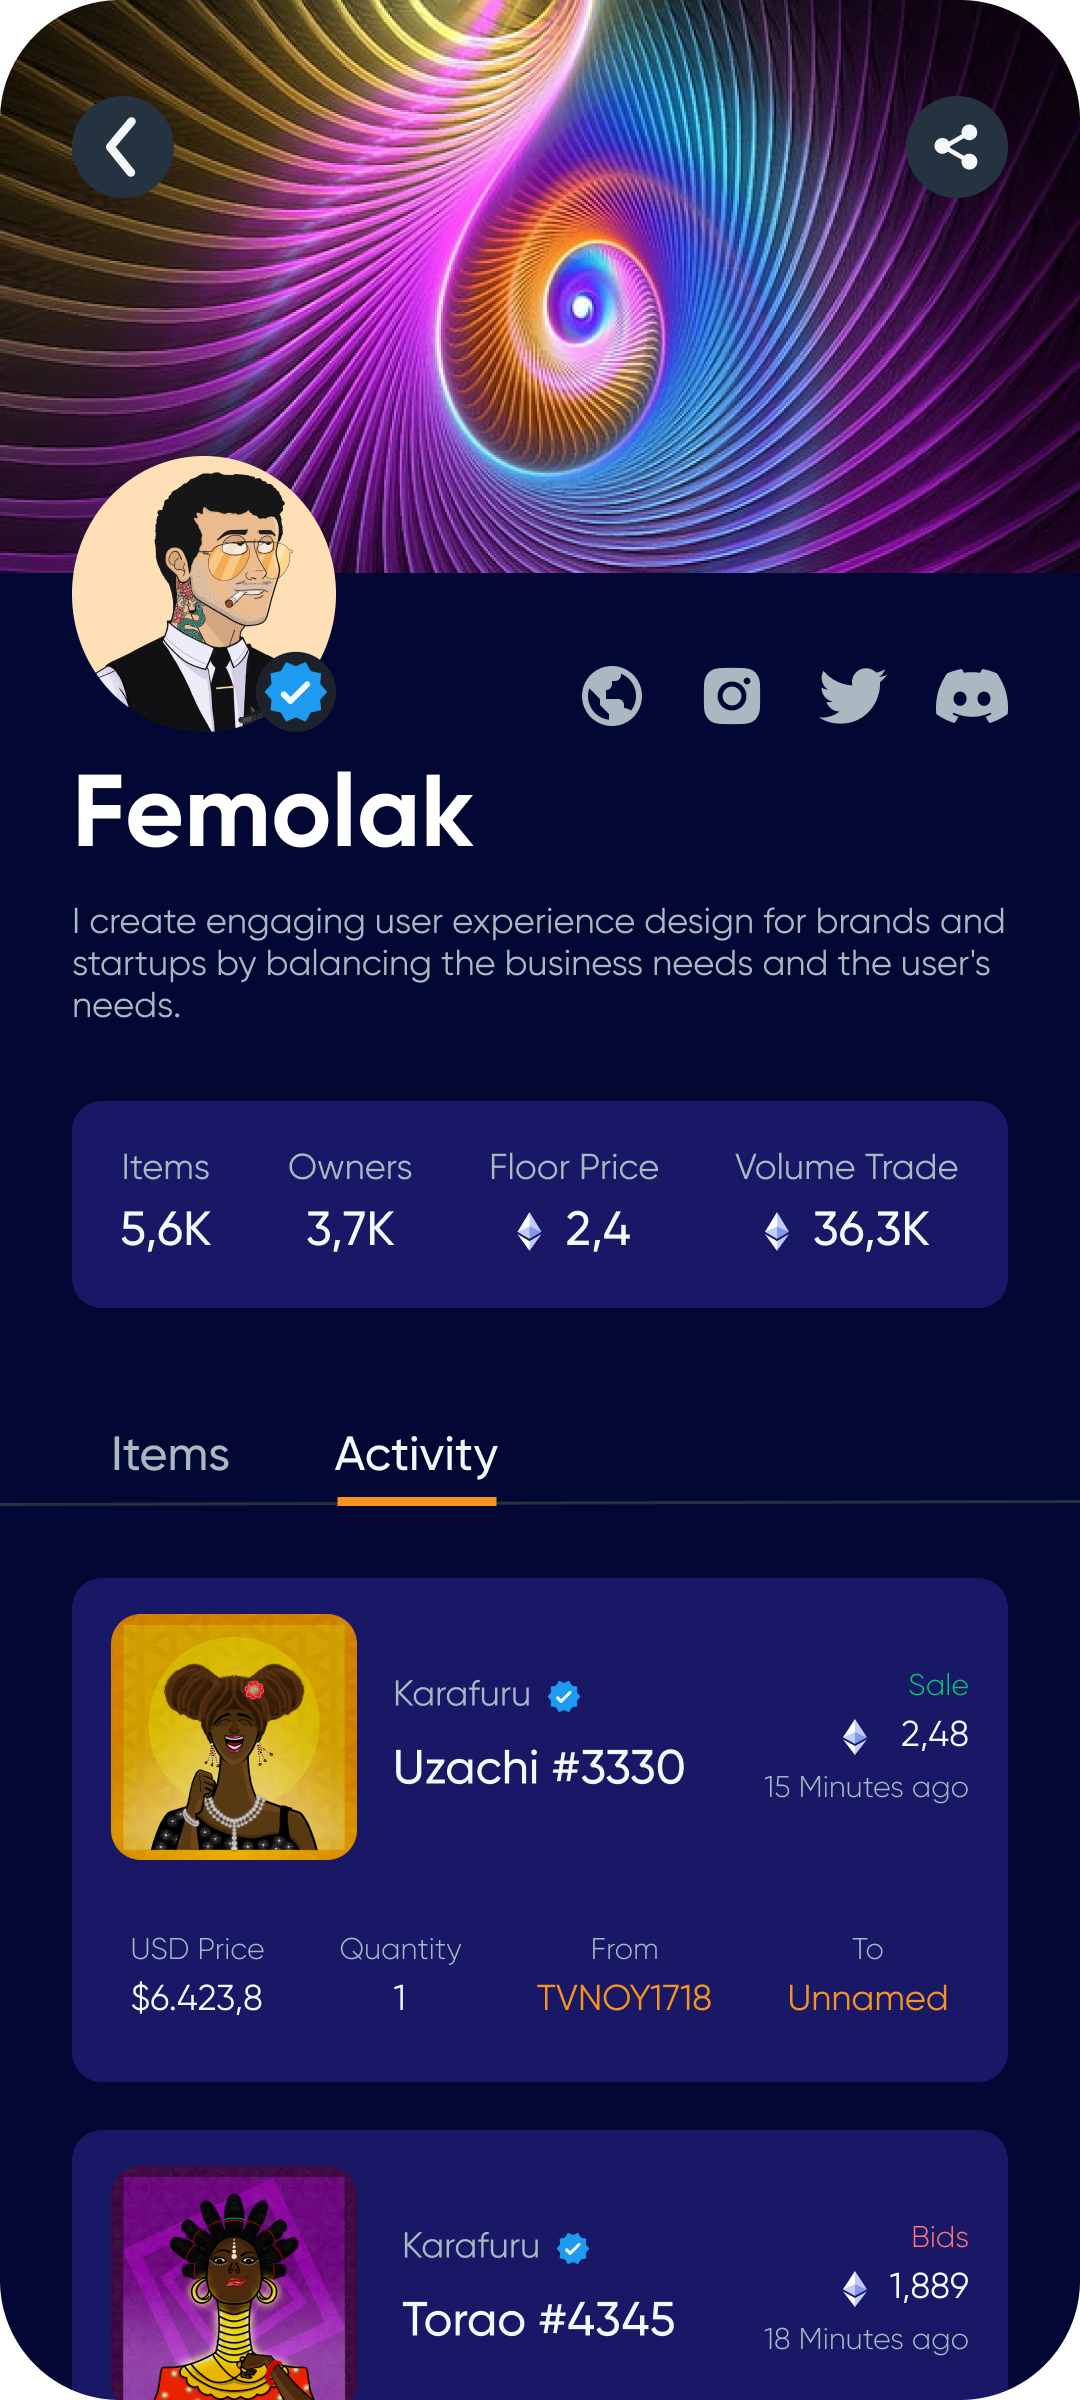 Femolak
I create engaging user experience design for brands and
startups by balancing the business needs and the user's
needs.
Items Owners Floor Price Volume Trade
5,6K 3,7K 2,4 36,3K
Items Activity
Karafuru
Uzachi #3330
Sale
2,48
15 Minutes ago
USD Price Quantity From To
$6.423,8 1 TVNOY1718 Unnamed
Karafuru
Torao #4345
Bids
1,889
18 Minutes ago